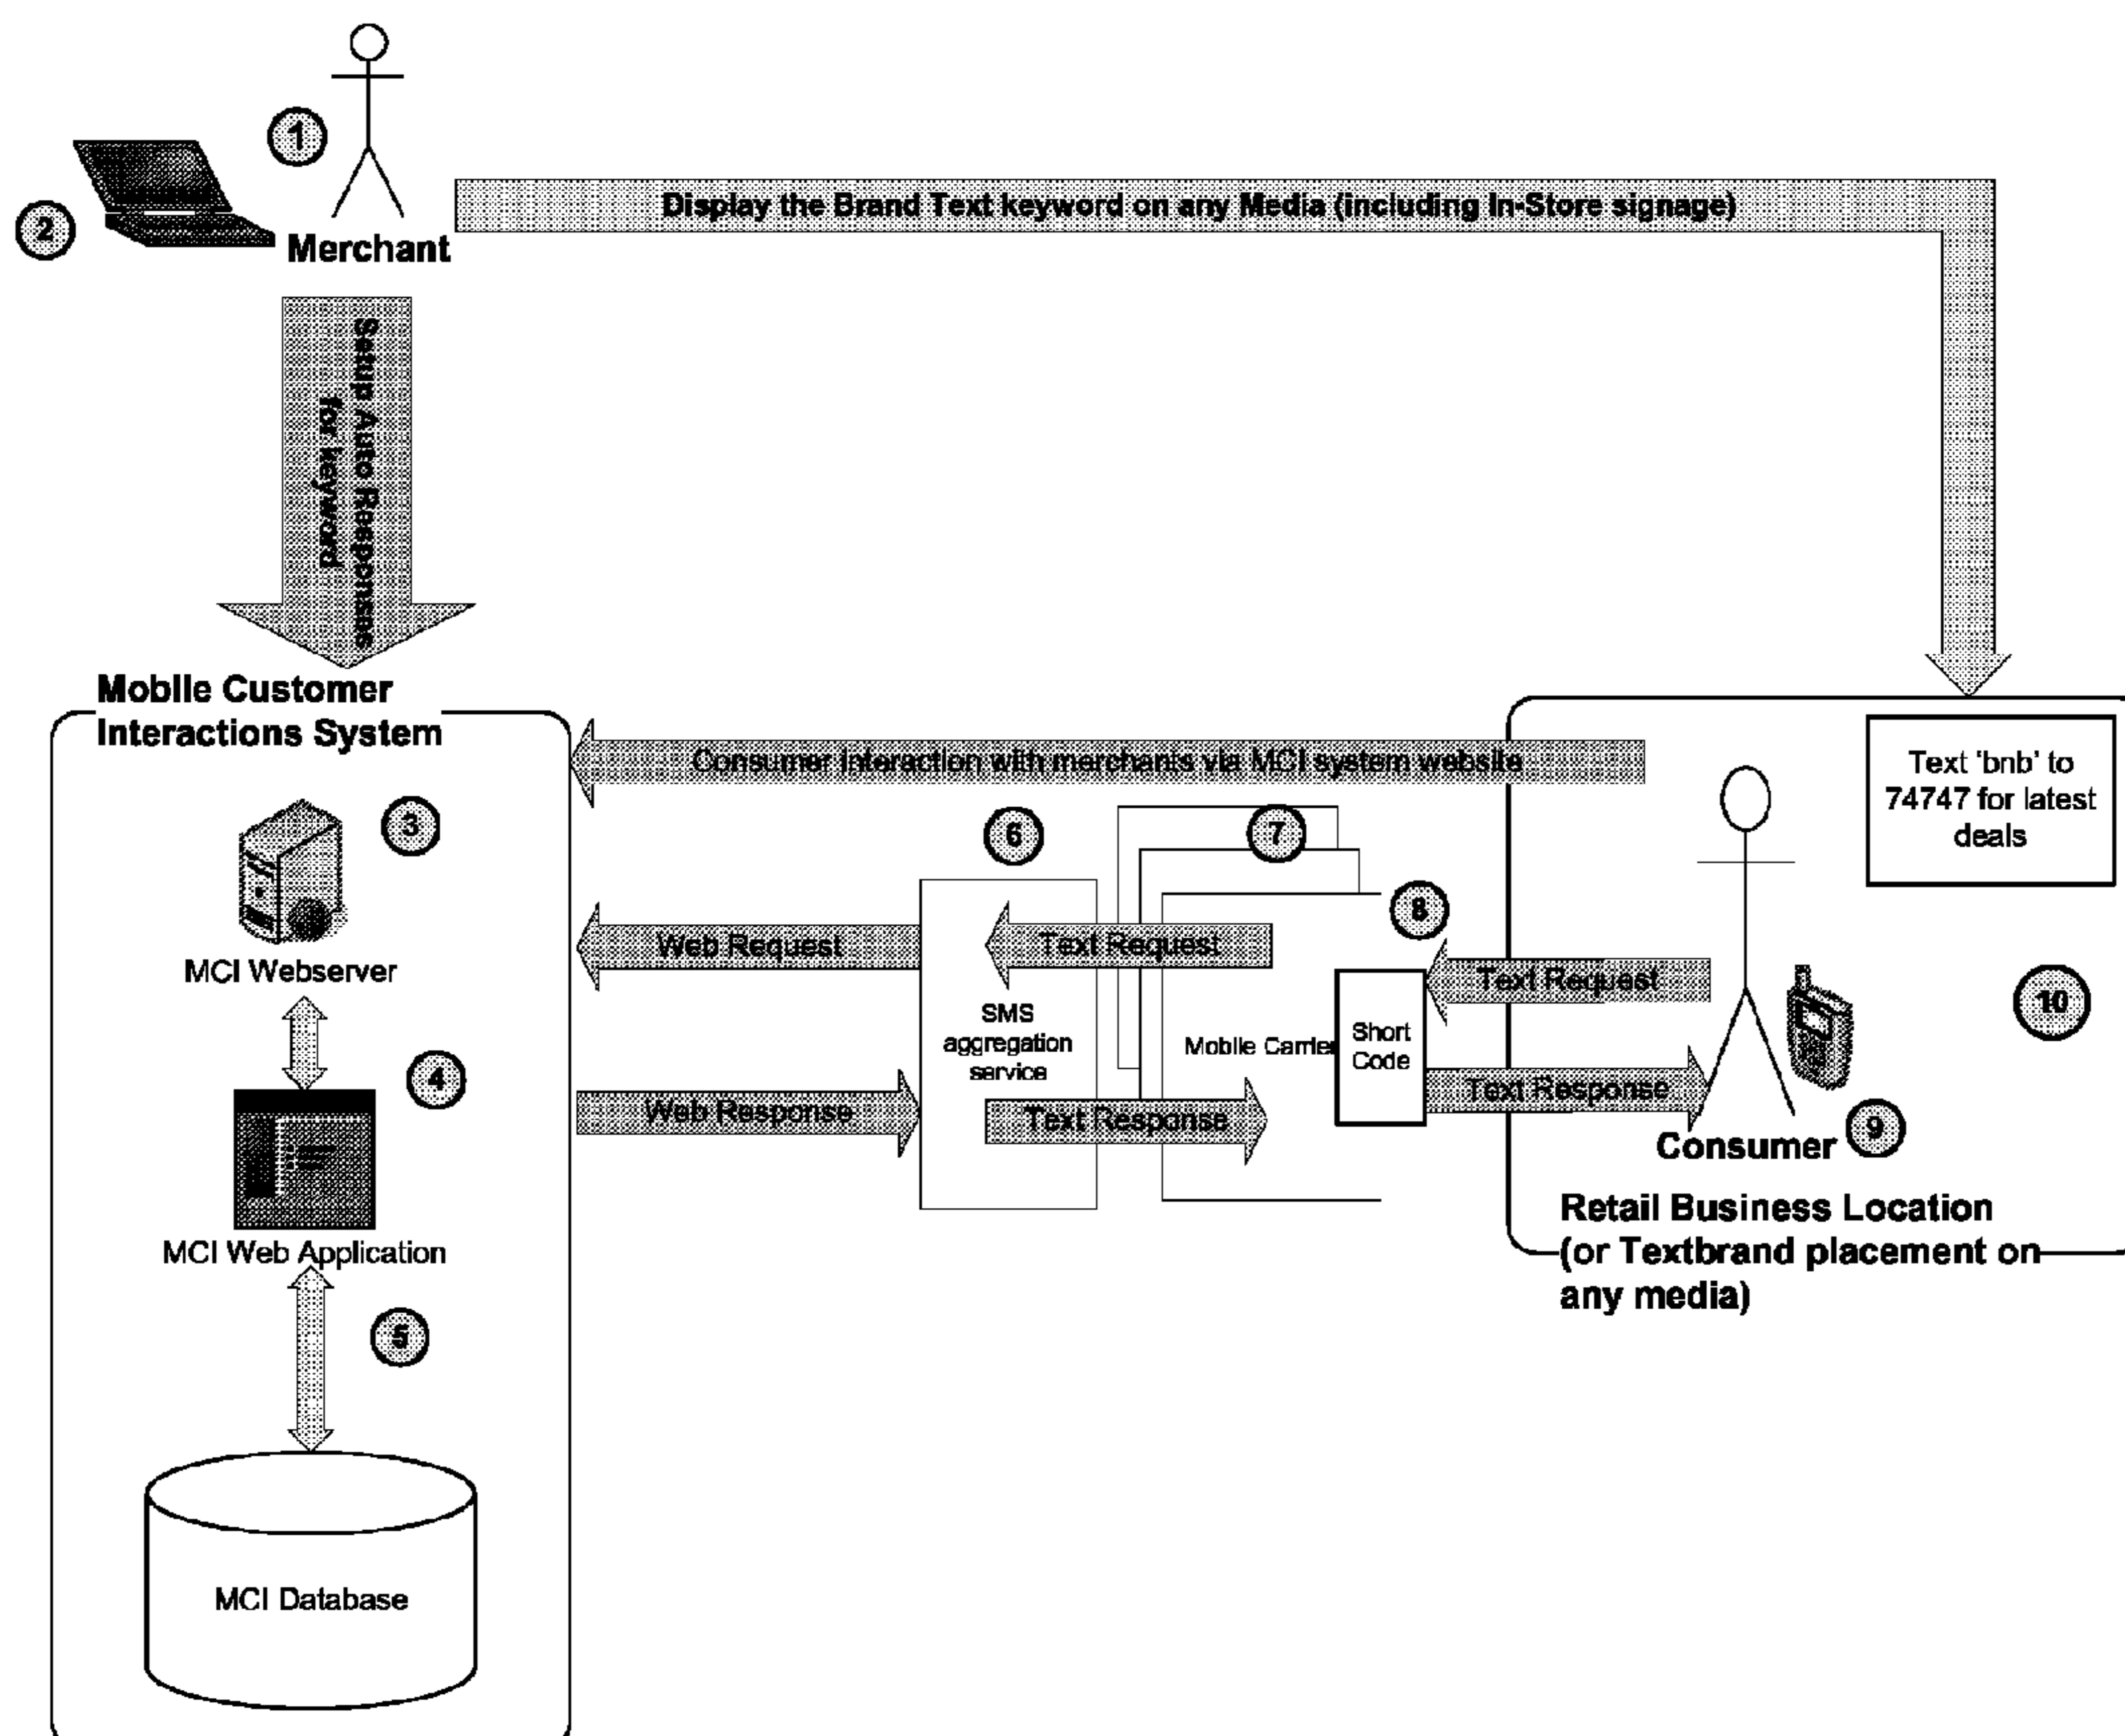 1
2
Merchant
Display the Brand Text keyword on any Media (including In-Store signage)
Setup Auto Responses
for keyword
Mobile Customer
Interactions System
Consumer Interaction with merchants via MCI system website
Text 'bnb' to
74747 for latest
deals
3
MCI Webserver
4
MCI Web Application
5
MCI Database
Web Request
Web Response
6
SMS
aggregation
service
Text Request
Text Response
7
Mobile Carrier
8
Short
Code
Text Request
Text Response
10
Consumer
9
Retail Business Location
(or Textbrand placement on
any media)